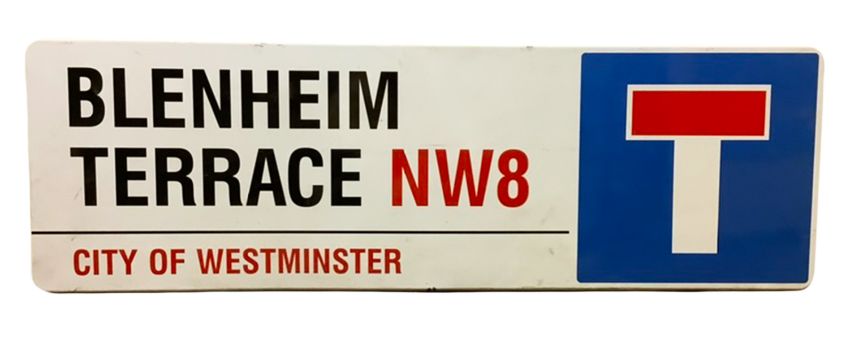 BLENHEIM
TERRACE NW8
CITY OF WESTMINSTER